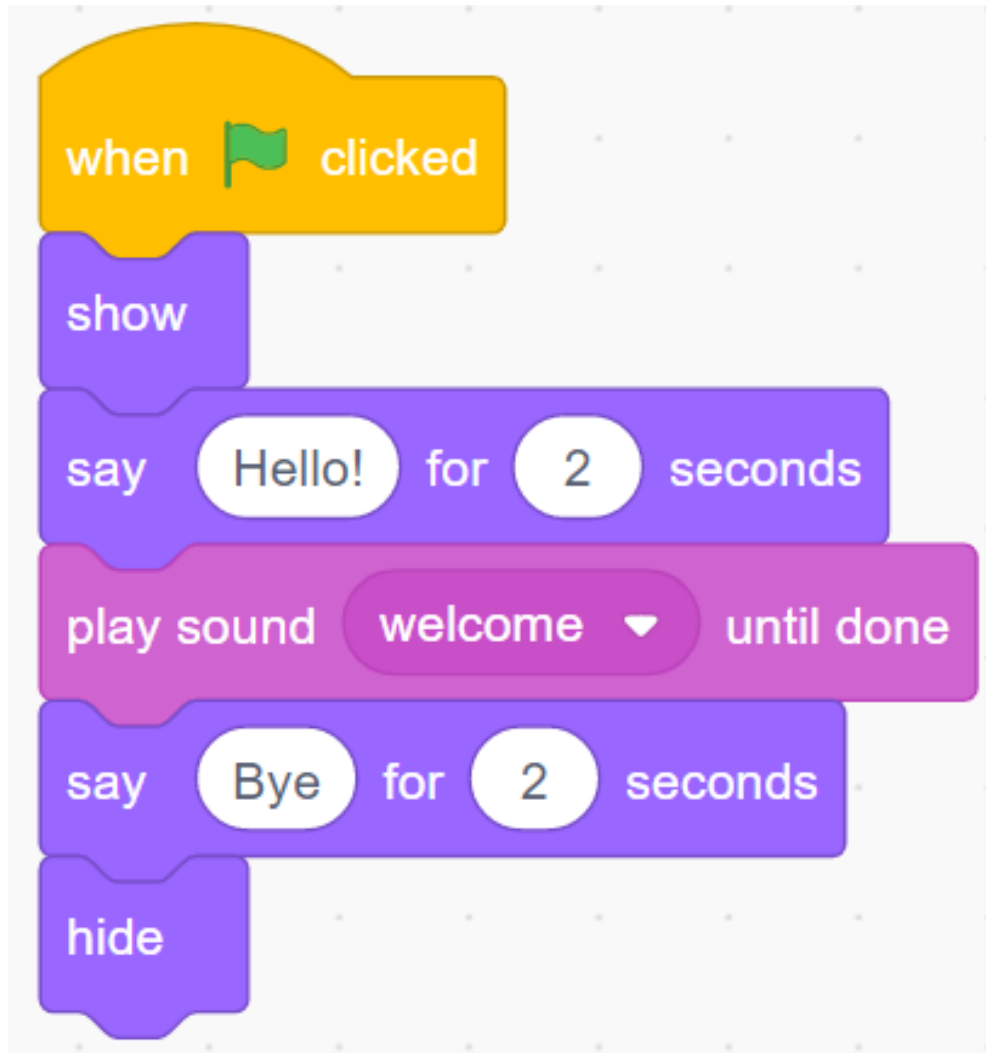 when clicked
show
say Hello! for 2 seconds
play sound welcome until done
say Bye for 2 seconds
hide